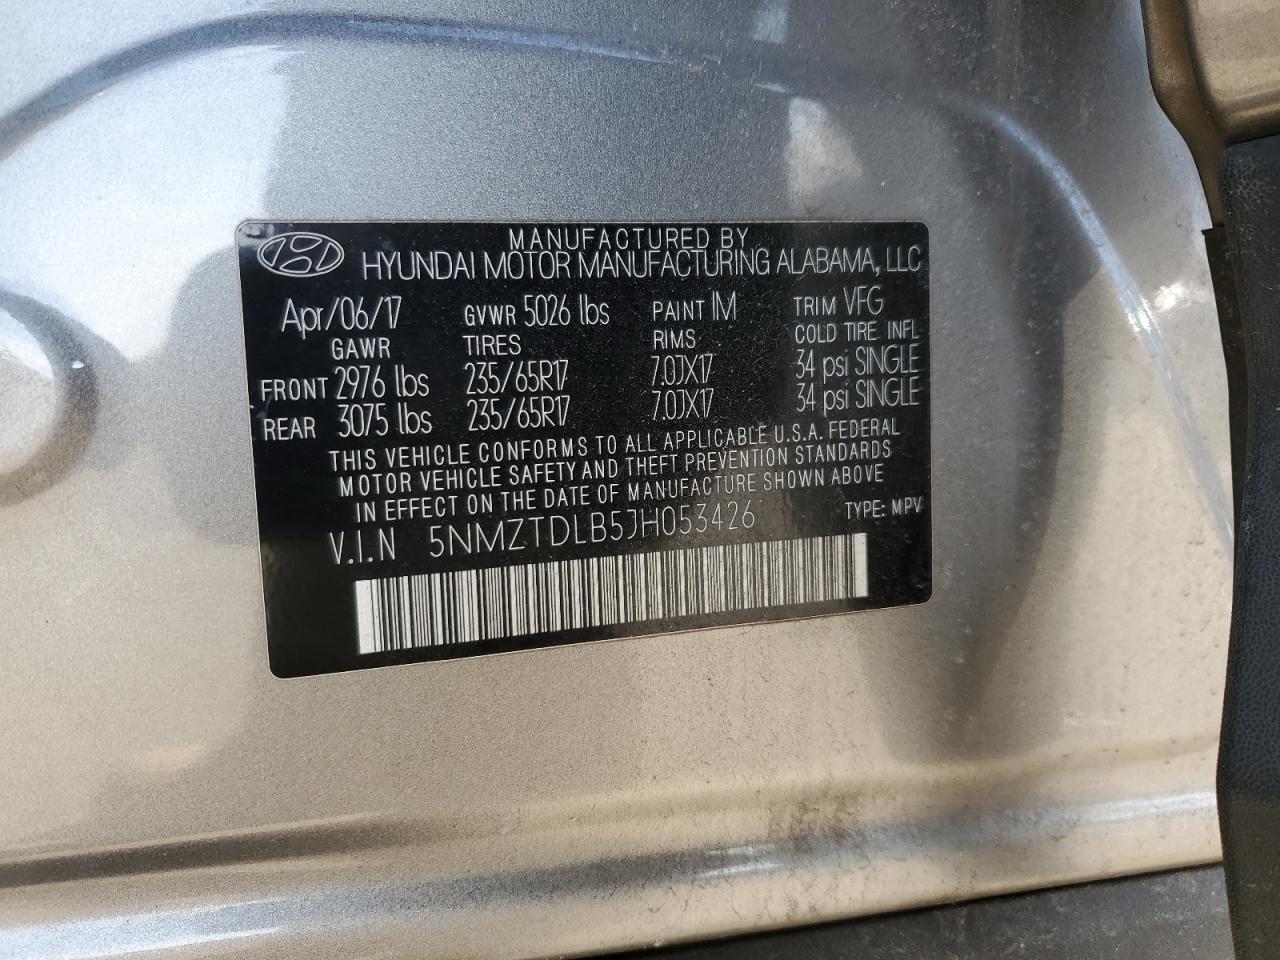 MANUFACTURED BY
HYUNDAI MOTOR MANUFACTURING ALABAMA, LLC
Apr/06/17 GVWR 5026 lbs PAINT IM TRIM VFG
GAWR TIRES RIMS COLD TIRE INFL
FRONT 2976 lbs 235/65R17 7.0JX17 34 psi SINGLE
REAR 3075 lbs 235/65R17 7.0JX17 34 psi SINGLE
THIS VEHICLE CONFORMS TO ALL APPLICABLE U.S.A. FEDERAL
MOTOR VEHICLE SAFETY AND THEFT PREVENTION STANDARDS
IN EFFECT ON THE DATE OF MANUFACTURE SHOWN ABOVE
V.I.N 5NMZTDLB5JH053426 TYPE: MPV